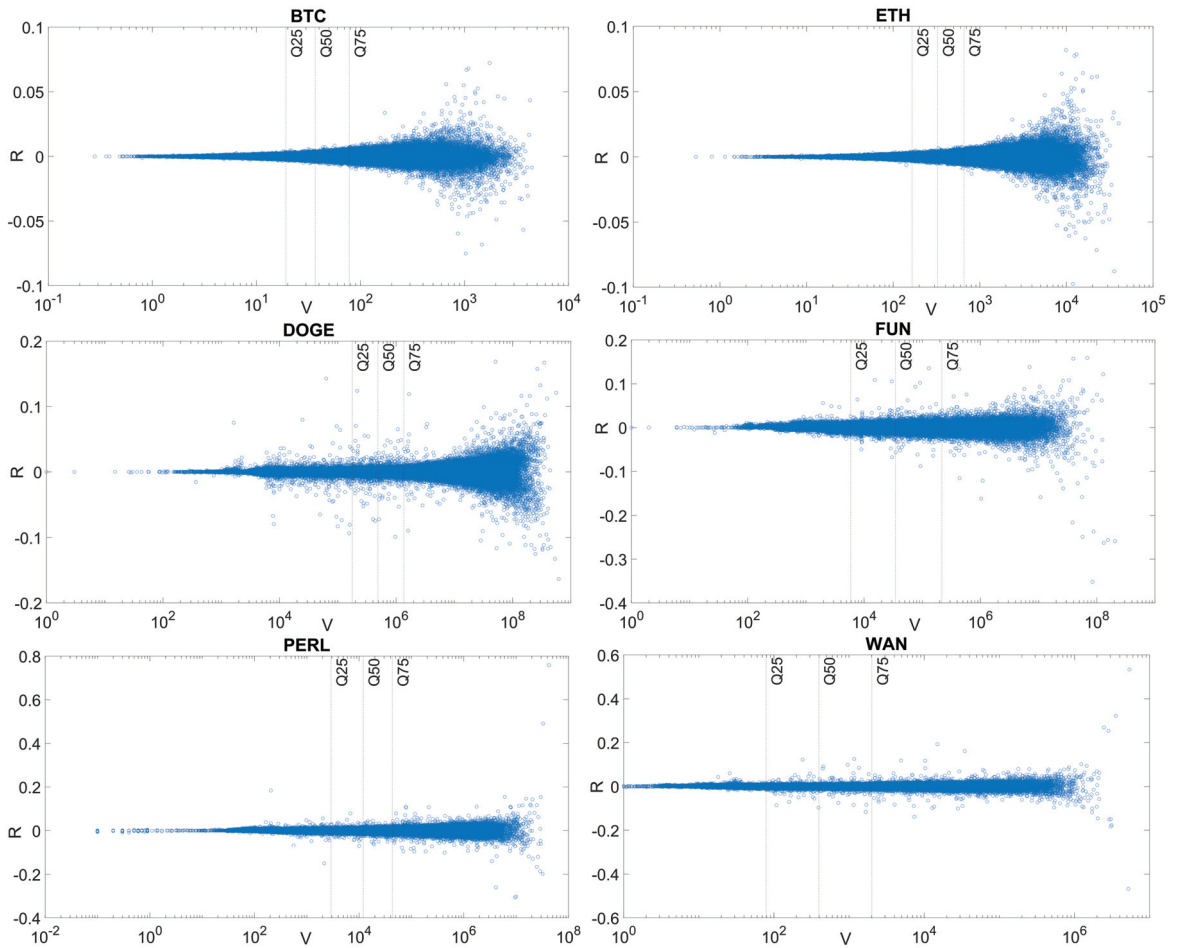 BTC
0.1
0.05
0
-0.05
-0.1
R
Q25
Q50
Q75
10^-1
10^0
10^1
10^2
10^3
10^4
V
ETH
0.1
0.05
0
-0.05
-0.1
R
Q25
Q50
Q75
10^-1
10^0
10^1
10^2
10^3
10^4
10^5
V
DOGE
0.2
0.1
0
-0.1
-0.2
R
Q25
Q50
Q75
10^0
10^2
10^4
10^6
10^8
V
FUN
0.2
0.1
0
-0.1
-0.2
-0.3
-0.4
R
Q25
Q50
Q75
10^0
10^2
10^4
10^6
10^8
V
PERL
0.8
0.6
0.4
0.2
0
-0.2
-0.4
R
Q25
Q50
Q75
10^-2
10^0
10^2
10^4
10^6
10^8
V
WAN
0.6
0.4
0.2
0
-0.2
-0.4
-0.6
R
Q25
Q50
Q75
10^0
10^2
10^4
10^6
V